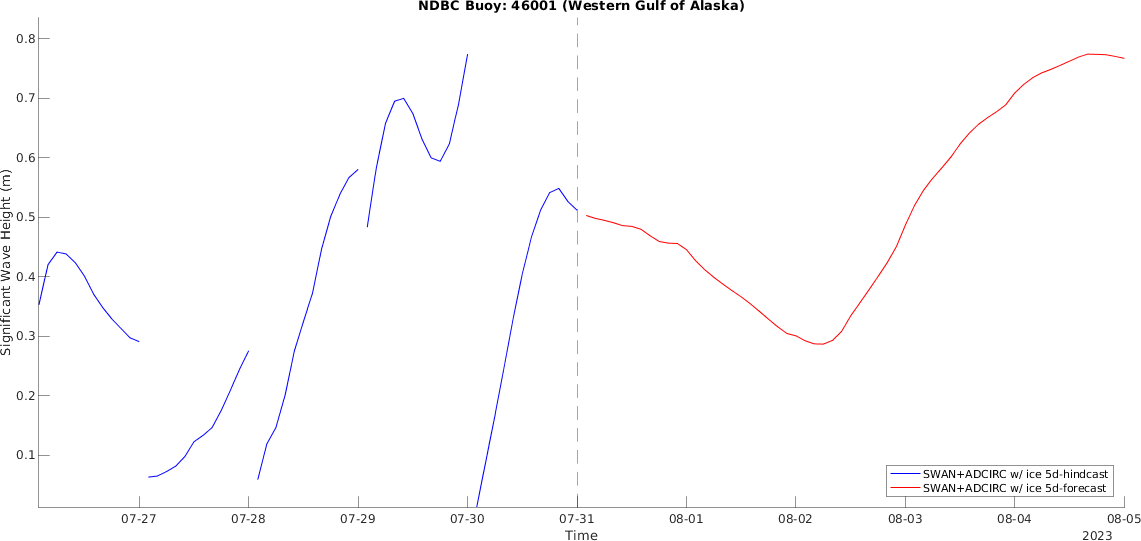 NDBC Buoy: 46001 (Western Gulf of Alaska)
0.8
0.7
0.6
0.5
0.4
0.3
0.2
0.1
Significant Wave Height (m)
SWAN+ADCIRC w/ ice 5d-hindcast
SWAN+ADCIRC w/ ice 5d-forecast
07-27 07-28 07-29 07-30 07-31 08-01 08-02 08-03 08-04 08-05
Time
2023